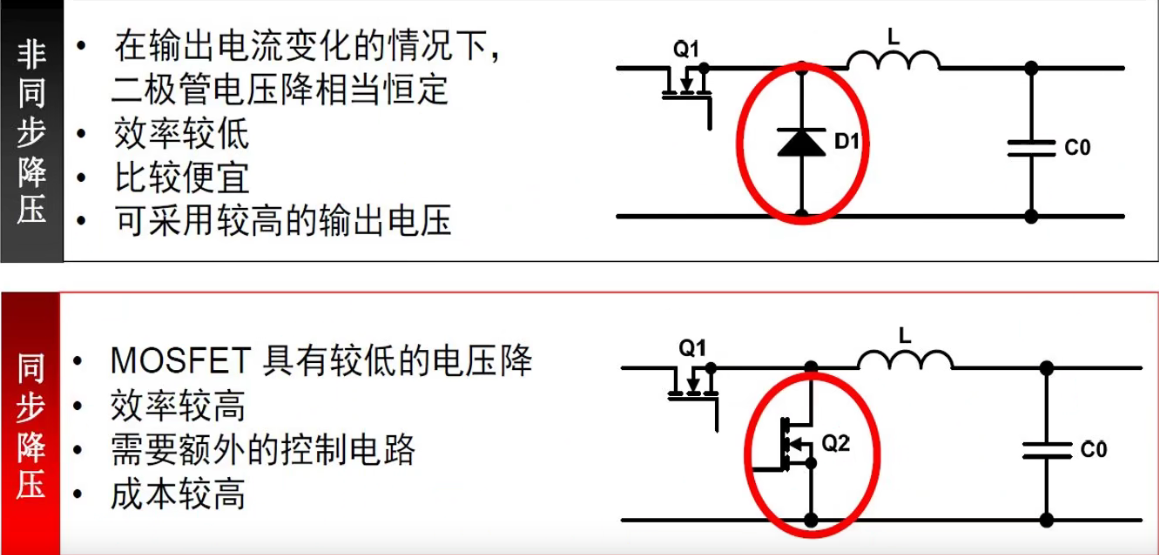 非同步降压
• 在输出电流变化的情况下，
二极管电压降相当恒定
• 效率较低
• 比较便宜
• 可采用较高的输出电压
Q1
L
D1
C0
同步降压
• MOSFET 具有较低的电压降
• 效率较高
• 需要额外的控制电路
• 成本较高
Q1
L
Q2
C0